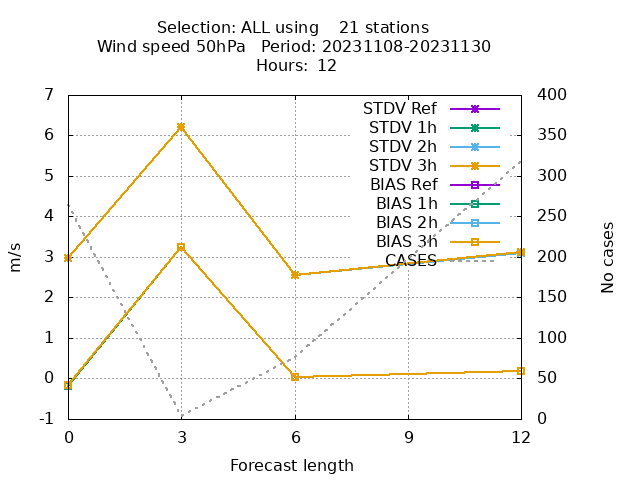 Selection: ALL using    21 stations
Wind speed 50hPa   Period: 20231108-20231130
Hours:  12
7 400
STDV Ref
STDV 1h
6 350
STDV 2h
STDV 3h
5 300
BIAS Ref
BIAS 1h
4 250
BIAS 2h
BIAS 3h
3 200
CASES
m/s
No cases
2 150
1 100
0 50
-1 0
0 3 6 9 12
Forecast length